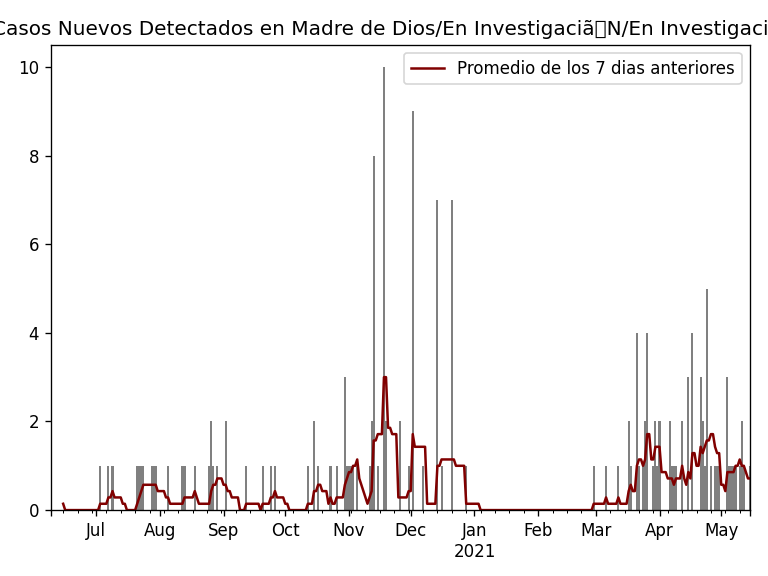 Casos Nuevos Detectados en Madre de Dios/En Investigaciã▯N/En Investigaci
Promedio de los 7 dias anteriores
10
8
6
4
2
0
Jul Aug Sep Oct Nov Dec Jan Feb Mar Apr May
2021